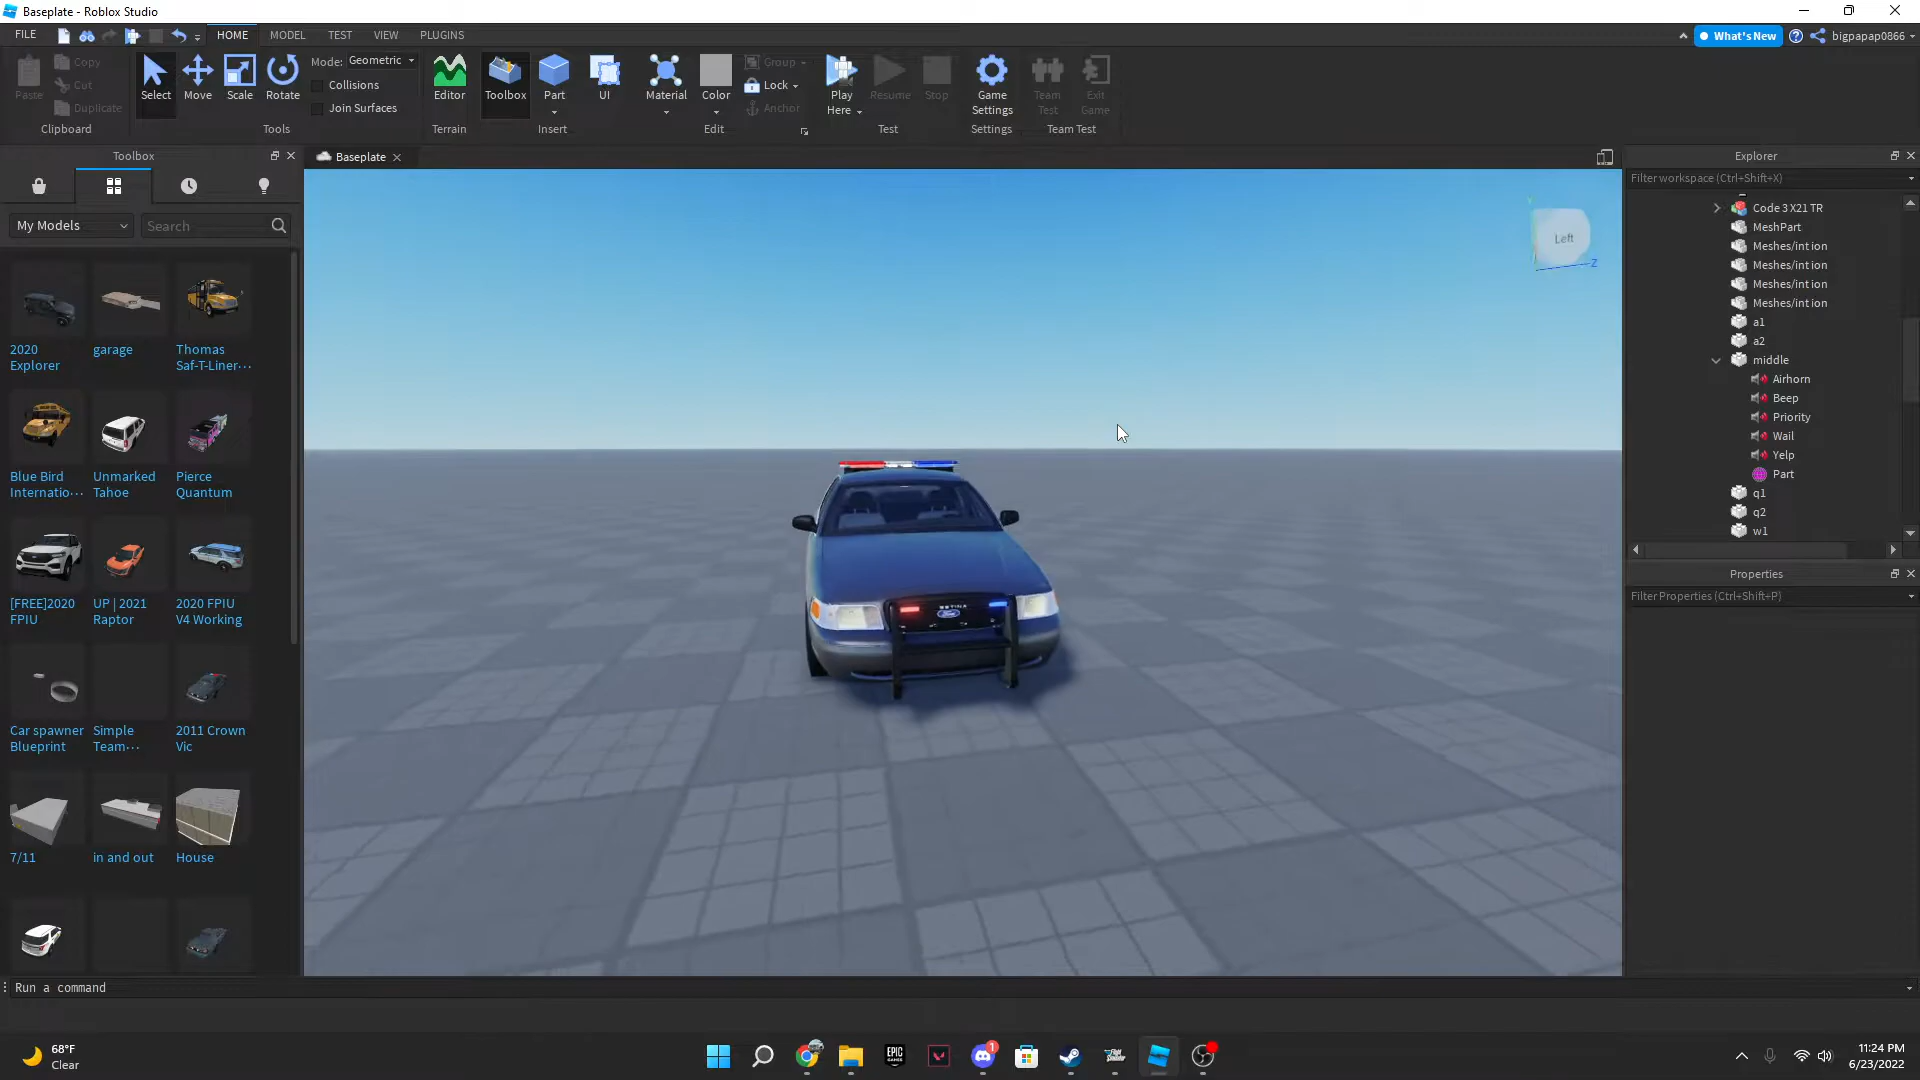 Baseplate - Roblox Studio
FILE HOME MODEL TEST VIEW PLUGINS What's New bigpapap0866
Paste Copy Cut Duplicate
Clipboard
Select Move Scale Rotate
Mode: Geometric
Collisions
Join Surfaces
Tools
Editor
Terrain
Toolbox Part UI
Insert
Material Color Group Lock Anchor
Edit
Play Here Resume Stop
Test
Game Settings
Settings
Team Test Exit Game
Team Test
Toolbox
My Models Search
2020 Explorer
garage
Thomas Saf-T-Liner···
Blue Bird Internatio···
Unmarked Tahoe
Pierce Quantum
[FREE]2020 FPIU
UP | 2021 Raptor
2020 FPIU V4 Working
Car spawner Blueprint
Simple Team···
2011 Crown Vic
7/11
in and out
House
Baseplate
Left
Y
Z
SETINA
Ford
Explorer
Filter workspace (Ctrl+Shift+X)
Code 3 X21 TR
MeshPart
Meshes/int ion
Meshes/int ion
Meshes/int ion
Meshes/int ion
a1
a2
middle
Airhorn
Beep
Priority
Wail
Yelp
Part
q1
q2
w1
Properties
Filter Properties (Ctrl+Shift+P)
Run a command
68°F
Clear
EPIC GAMES
1
11:24 PM
6/23/2022